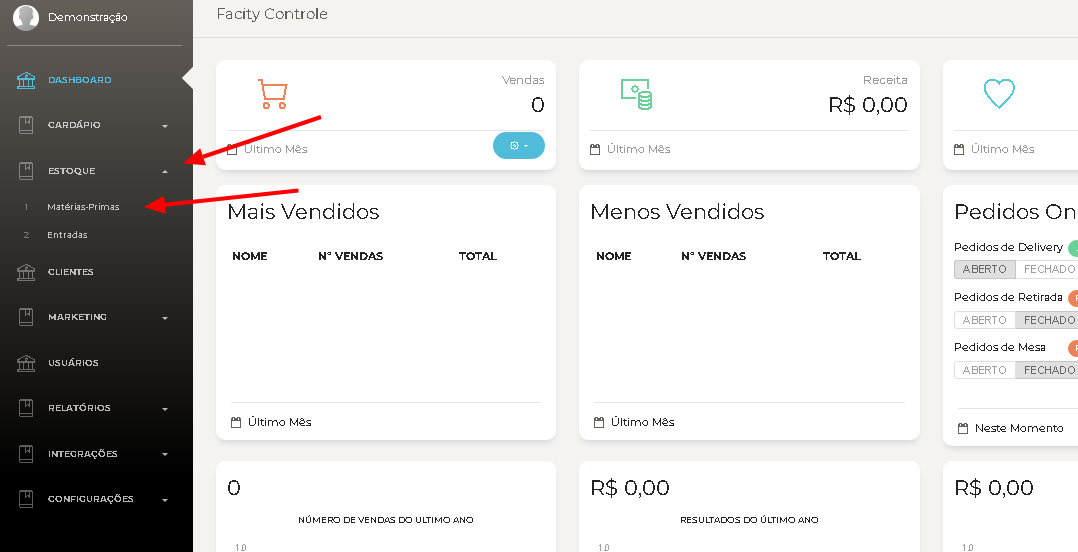 Demonstração
DASHBOARD
CARDÁPIO
ESTOQUE
1 Matérias-Primas
2 Entradas
CLIENTES
MARKETING
USUÁRIOS
RELATÓRIOS
INTEGRAÇÕES
CONFIGURAÇÕES
Facity Controle
Vendas
0
Último Mês
Receita
R$ 0,00
Último Mês
Último Mês
Mais Vendidos
NOME Nº VENDAS TOTAL
Último Mês
Menos Vendidos
NOME Nº VENDAS TOTAL
Último Mês
Pedidos On
Pedidos de Delivery
ABERTO FECHADO
Pedidos de Retirada
ABERTO FECHADO
Pedidos de Mesa
ABERTO FECHADO
Neste Momento
0
NÚMERO DE VENDAS DO ULTIMO ANO
1,0
R$ 0,00
RESULTADOS DO ÚLTIMO ANO
1,0
R$ 0,00
1,0